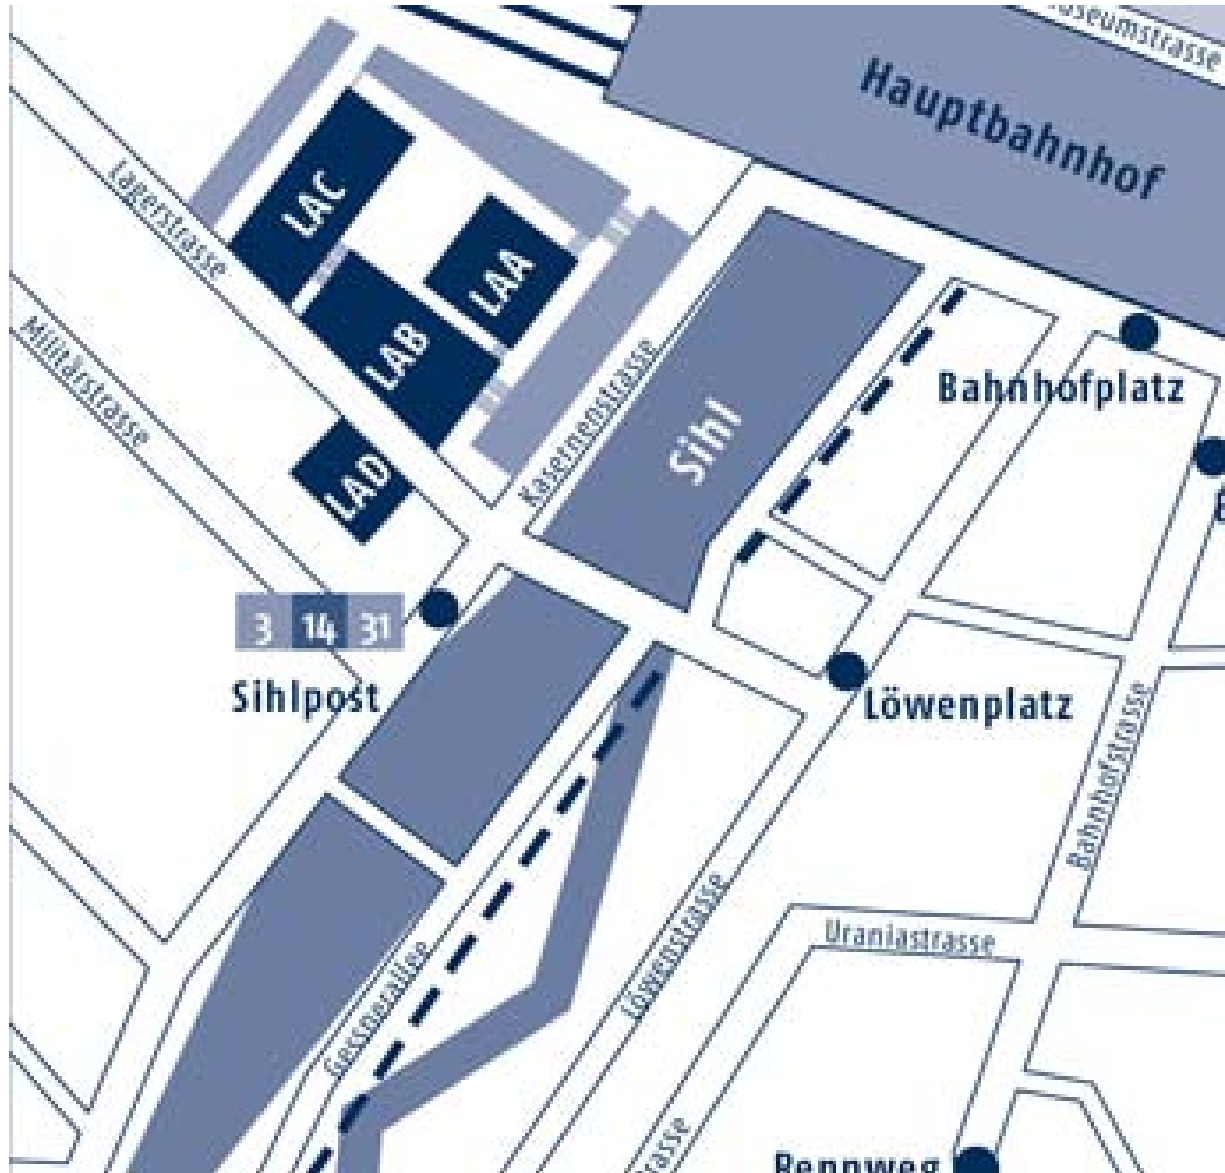 Hauptbahnhof
LAC
Lagerstrasse
LAA
LAB
Militärstrasse
Kasernenstrasse
Sihl
Bahnhofplatz
LAD
3 14 31
Sihlpost
Löwenplatz
Bahnhofstrasse
Uraniastrasse
Löwenstrasse
Gessnerallee
Rennweg